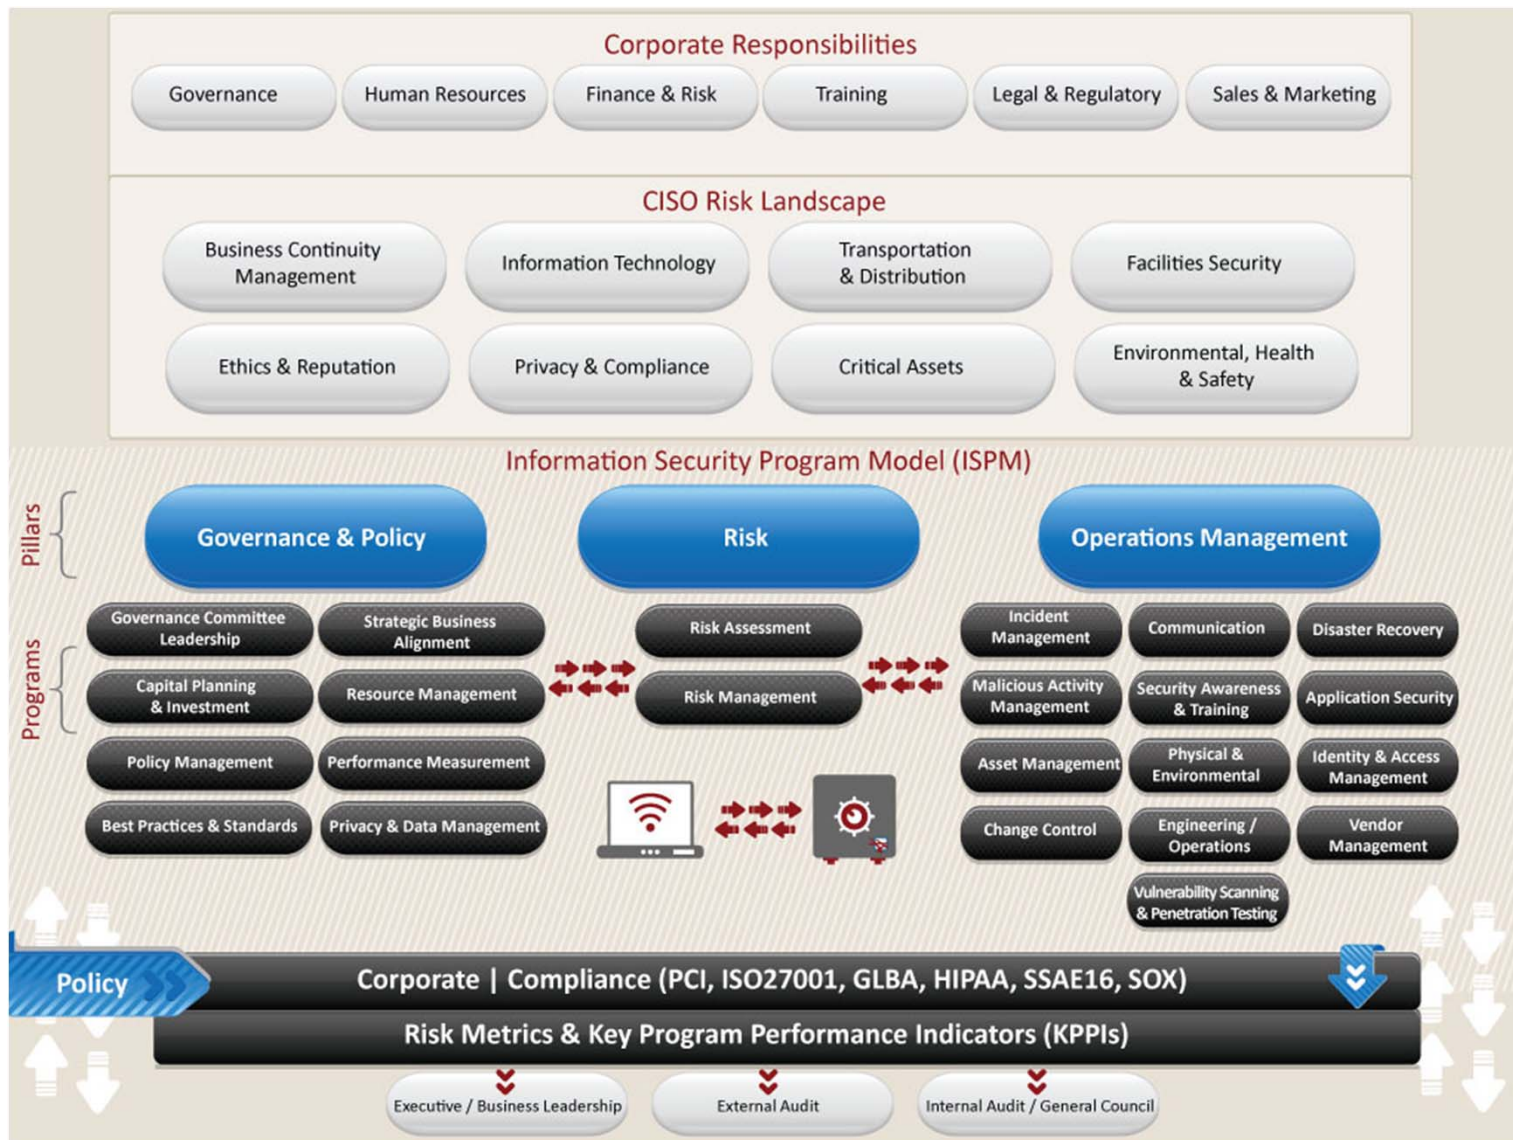 Corporate Responsibilities
Governance
Human Resources
Finance & Risk
Training
Legal & Regulatory
Sales & Marketing
CISO Risk Landscape
Business Continuity
Management
Information Technology
Transportation
& Distribution
Facilities Security
Ethics & Reputation
Privacy & Compliance
Critical Assets
Environmental, Health
& Safety
Information Security Program Model (ISPM)
Pillars
Governance & Policy
Risk
Operations Management
Programs
Governance Committee
Leadership
Strategic Business
Alignment
Capital Planning
& Investment
Resource Management
Policy Management
Performance Measurement
Best Practices & Standards
Privacy & Data Management
Risk Assessment
Risk Management
Incident
Management
Communication
Disaster Recovery
Malicious Activity
Management
Security Awareness
& Training
Application Security
Asset Management
Physical &
Environmental
Identity & Access
Management
Change Control
Engineering /
Operations
Vendor
Management
Vulnerability Scanning
& Penetration Testing
Policy
Corporate | Compliance (PCI, ISO27001, GLBA, HIPAA, SSAE16, SOX)
Risk Metrics & Key Program Performance Indicators (KPPIs)
Executive / Business Leadership
External Audit
Internal Audit / General Council